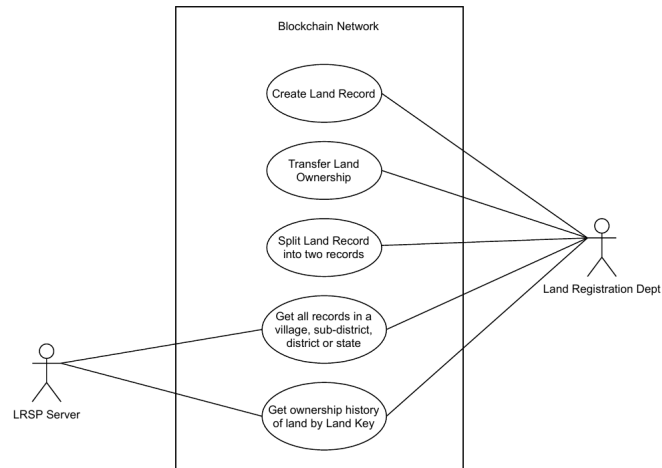 Blockchain Network
Create Land Record
Transfer Land
Ownership
Split Land Record
into two records
Land Registration Dept
Get all records in a
village, sub-district,
district or state
LRSP Server
Get ownership history
of land by Land Key